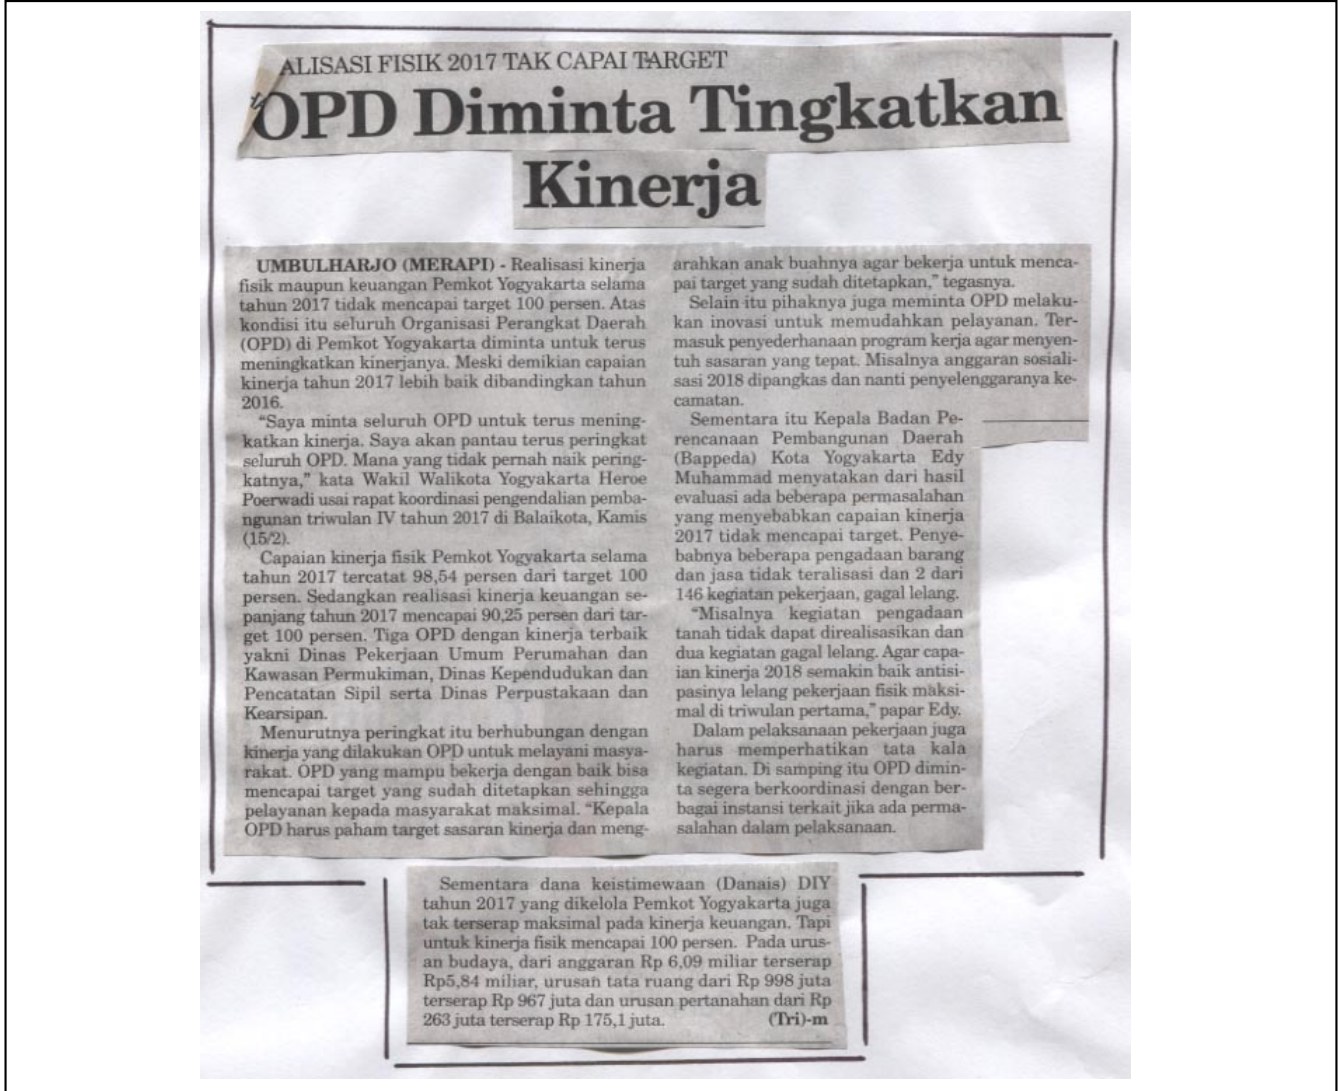 ALISASI FISIK 2017 TAK CAPAI TARGET
OPD Diminta Tingkatkan
Kinerja
UMBULHARJO (MERAPI) - Realisasi kinerja
fisik maupun keuangan Pemkot Yogyakarta selama
tahun 2017 tidak mencapai target 100 persen. Atas
kondisi itu seluruh Organisasi Perangkat Daerah
(OPD) di Pemkot Yogyakarta diminta untuk terus
meningkatkan kinerjanya. Meski demikian capaian
kinerja tahun 2017 lebih baik dibandingkan tahun
2016.
“Saya minta seluruh OPD untuk terus mening-
katkan kinerja. Saya akan pantau terus peringkat
seluruh OPD. Mana yang tidak pernah naik pering-
katnya,” kata Wakil Walikota Yogyakarta Heroe
Poerwadi usai rapat koordinasi pengendalian pemba-
ngunan triwulan IV tahun 2017 di Balaikota, Kamis
(15/2).
Capaian kinerja fisik Pemkot Yogyakarta selama
tahun 2017 tercatat 98,54 persen dari target 100
persen. Sedangkan realisasi kinerja keuangan se-
panjang tahun 2017 mencapai 90,25 persen dari tar-
get 100 persen. Tiga OPD dengan kinerja terbaik
yakni Dinas Pekerjaan Umum Perumahan dan
Kawasan Permukiman, Dinas Kependudukan dan
Pencatatan Sipil serta Dinas Perpustakaan dan
Kearsipan.
Menurutnya peringkat itu berhubungan dengan
kinerja yang dilakukan OPD untuk melayani masya-
rakat. OPD yang mampu bekerja dengan baik bisa
mencapai target yang sudah ditetapkan sehingga
pelayanan kepada masyarakat maksimal. “Kepala
OPD harus paham target sasaran kinerja dan meng-
arahkan anak buahnya agar bekerja untuk menca-
pai target yang sudah ditetapkan,” tegasnya.
Selain itu pihaknya juga meminta OPD melaku-
kan inovasi untuk memudahkan pelayanan. Ter-
masuk penyederhanaan program kerja agar menyen-
tuh sasaran yang tepat. Misalnya anggaran sosiali-
sasi 2018 dipangkas dan nanti penyelenggaranya ke-
camatan.
Sementara itu Kepala Badan Pe-
rencanaan Pembangunan Daerah
(Bappeda) Kota Yogyakarta Edy
Muhammad menyatakan dari hasil
evaluasi ada beberapa permasalahan
yang menyebabkan capaian kinerja
2017 tidak mencapai target. Penye-
babnya beberapa pengadaan barang
dan jasa tidak teralisasi dan 2 dari
146 kegiatan pekerjaan, gagal lelang.
“Misalnya kegiatan pengadaan
tanah tidak dapat direalisasikan dan
dua kegiatan gagal lelang. Agar capa-
ian kinerja 2018 semakin baik antisi-
pasinya lelang pekerjaan fisik maksi-
mal di triwulan pertama,” papar Edy.
Dalam pelaksanaan pekerjaan juga
harus memperhatikan tata kala
kegiatan. Di samping itu OPD dimin-
ta segera berkoordinasi dengan ber-
bagai instansi terkait jika ada perma-
salahan dalam pelaksanaan.
Sementara dana keistimewaan (Danais) DIY
tahun 2017 yang dikelola Pemkot Yogyakarta juga
tak terserap maksimal pada kinerja keuangan. Tapi
untuk kinerja fisik mencapai 100 persen. Pada urus-
an budaya, dari anggaran Rp 6,09 miliar terserap
Rp5,84 miliar, urusan tata ruang dari Rp 998 juta
terserap Rp 967 juta dan urusan pertanahan dari Rp
263 juta terserap Rp 175,1 juta. (Tri)-m